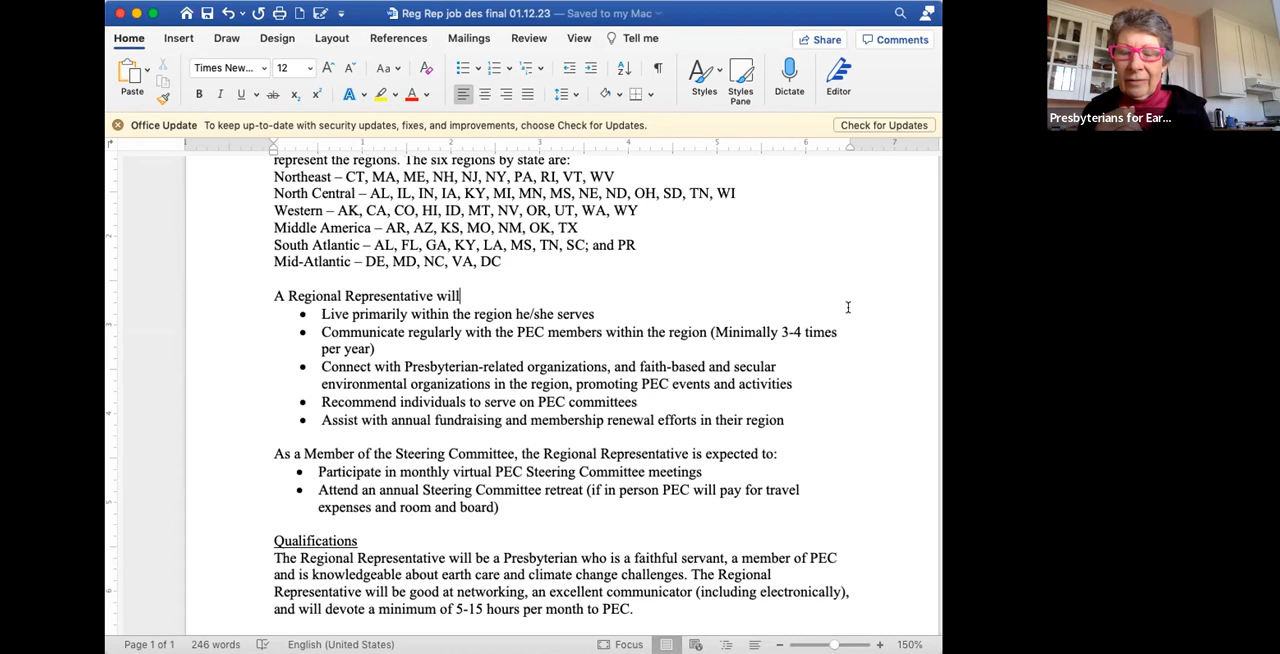 Reg Rep job des final 01.12.23 — Saved to my Mac
Home Insert Draw Design Layout References Mailings Review View Tell me Share Comments
Paste Times New... 12 Aa Styles Styles Pane Dictate Editor
B I U ab x₂ x² A A
Office Update To keep up-to-date with security updates, fixes, and improvements, choose Check for Updates. Check for Updates
1 2 3 4 5 6 7
represent the regions. The six regions by state are:
Northeast – CT, MA, ME, NH, NJ, NY, PA, RI, VT, WV
North Central – AL, IL, IN, IA, KY, MI, MN, MS, NE, ND, OH, SD, TN, WI
Western – AK, CA, CO, HI, ID, MT, NV, OR, UT, WA, WY
Middle America – AR, AZ, KS, MO, NM, OK, TX
South Atlantic – AL, FL, GA, KY, LA, MS, TN, SC; and PR
Mid-Atlantic – DE, MD, NC, VA, DC
A Regional Representative will
• Live primarily within the region he/she serves
• Communicate regularly with the PEC members within the region (Minimally 3-4 times
per year)
• Connect with Presbyterian-related organizations, and faith-based and secular
environmental organizations in the region, promoting PEC events and activities
• Recommend individuals to serve on PEC committees
• Assist with annual fundraising and membership renewal efforts in their region
As a Member of the Steering Committee, the Regional Representative is expected to:
• Participate in monthly virtual PEC Steering Committee meetings
• Attend an annual Steering Committee retreat (if in person PEC will pay for travel
expenses and room and board)
Qualifications
The Regional Representative will be a Presbyterian who is a faithful servant, a member of PEC
and is knowledgeable about earth care and climate change challenges. The Regional
Representative will be good at networking, an excellent communicator (including electronically),
and will devote a minimum of 5-15 hours per month to PEC.
Page 1 of 1 246 words English (United States) Focus 150%
Presbyterians for Ear...